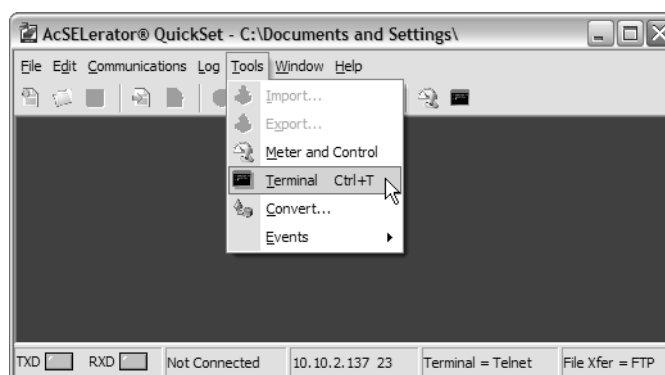 AcSELerator® QuickSet - C:\Documents and Settings\
File Edit Communications Log Tools Window Help
Import...
Export...
Meter and Control
Terminal Ctrl+T
Convert...
Events
TXD RXD Not Connected 10.10.2.137 23 Terminal = Telnet File Xfer = FTP